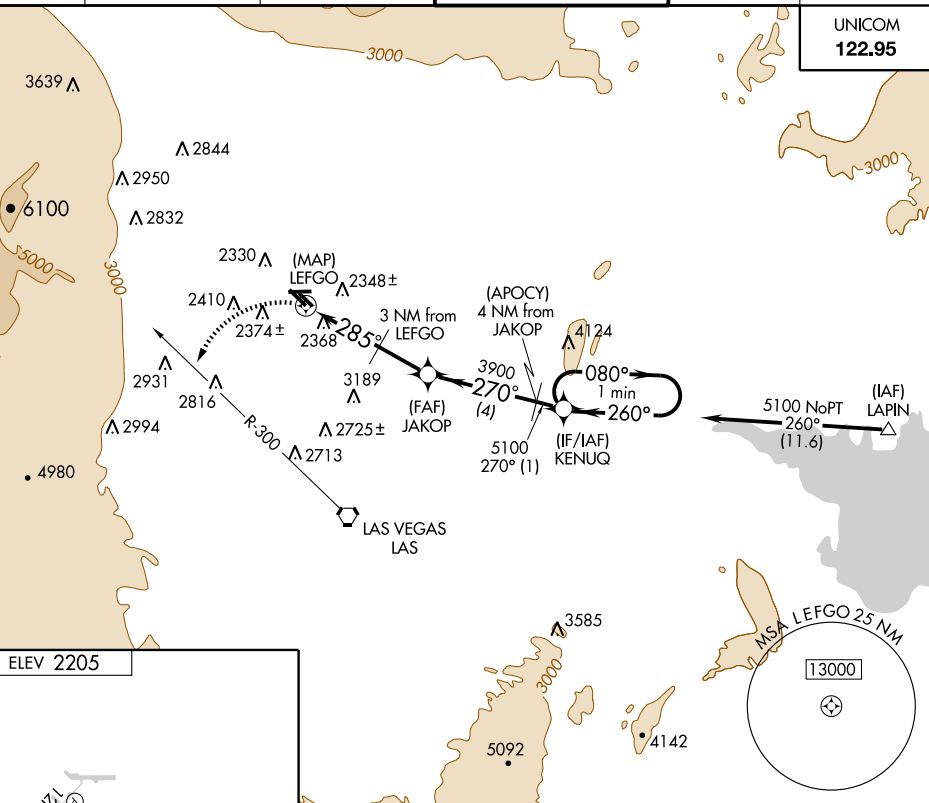 UNICOM
122.95
3000
3639
2844
2950
3000
6100
2832
5000
3000
2330
(MAP)
LEFGO
2348±
2410
2374±
2368
285°
3 NM from
LEFGO
(APOCY)
4 NM from
JAKOP
4124
3189
3900
270°
(4)
080°
1 min
260°
(FAF)
JAKOP
5100
270° (1)
(IF/IAF)
KENUQ
5100 NoPT
260°
(11.6)
(IAF)
LAPIN
2931
2816
2994
R-300
2725±
2713
4980
LAS VEGAS
LAS
3585
3000
MSA LEFGO 25 NM
13000
4142
5092
ELEV 2205